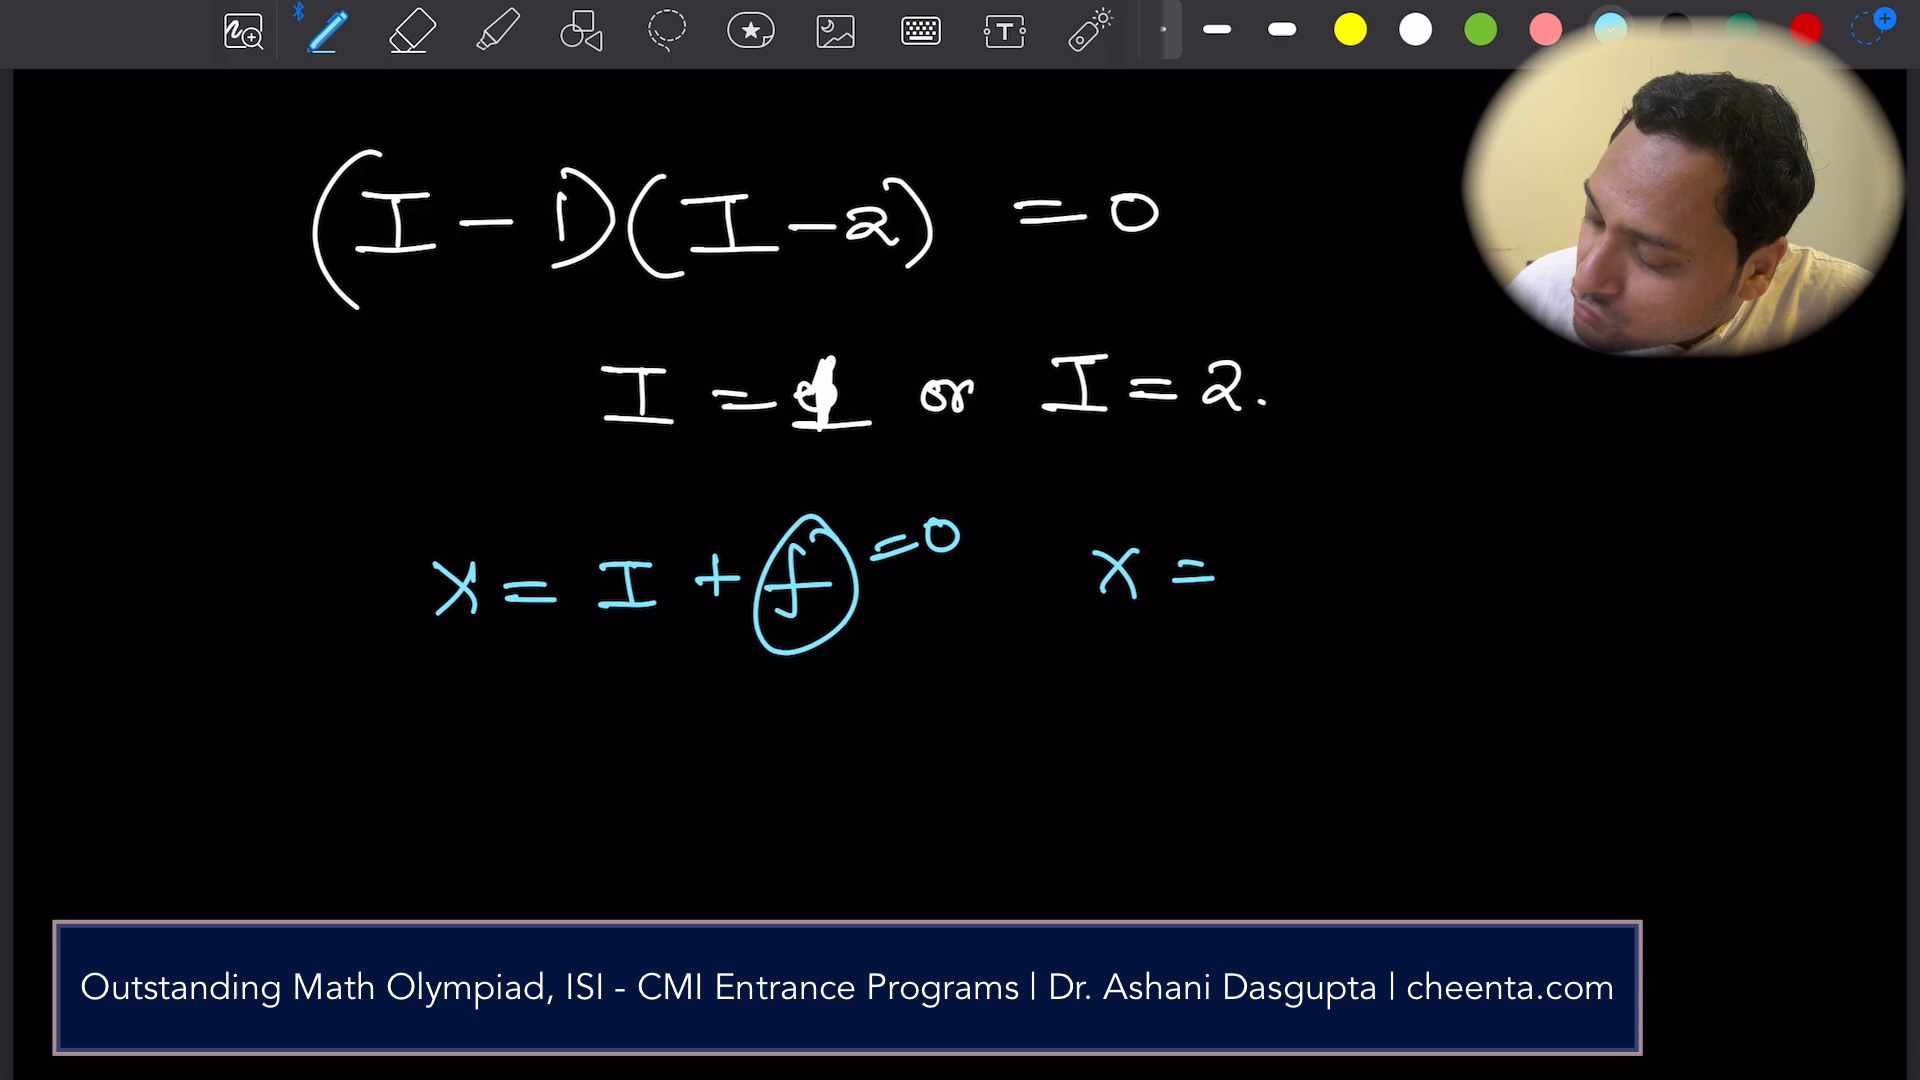 (I - 1)(I - 2) = 0
I = 1 or I = 2.
x = I + f = 0 x =
Outstanding Math Olympiad, ISI - CMI Entrance Programs | Dr. Ashani Dasgupta | cheenta.com